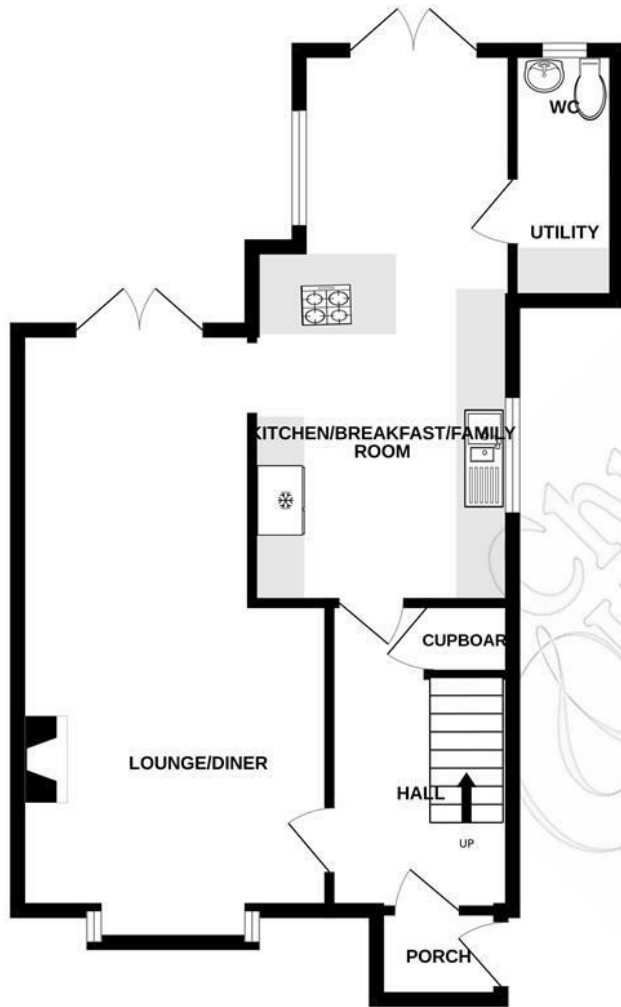 WC
UTILITY
KITCHEN/BREAKFAST/FAMILY
ROOM
CUPBOAR
LOUNGE/DINER
HALL
UP
PORCH